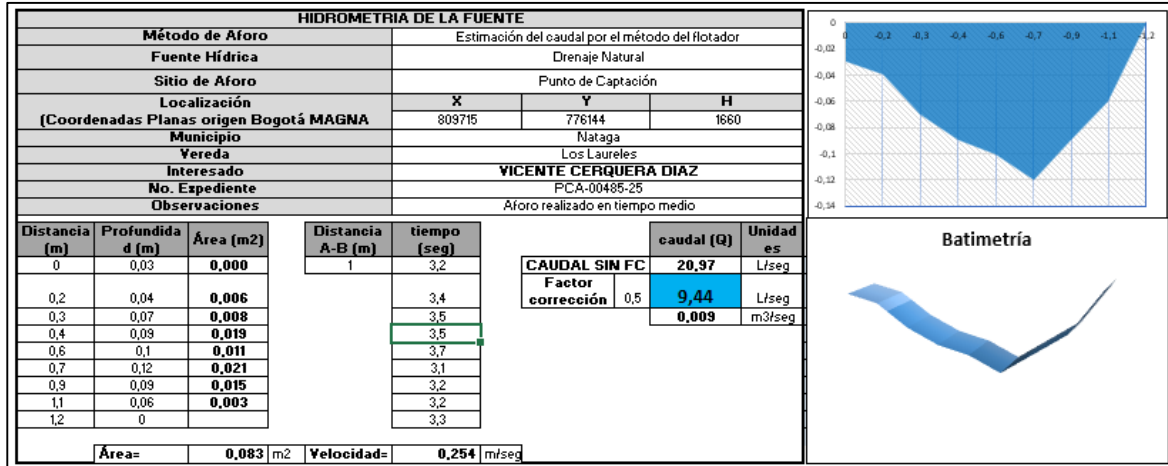 HIDROMETRIA DE LA FUENTE
Método de Aforo Estimación del caudal por el método del flotador
Fuente Hídrica Drenaje Natural
Sitio de Aforo Punto de Captación
Localización X Y H
(Coordenadas Planas origen Bogotá MAGNA 809715 776144 1660
Municipio Nataga
Vereda Los Laureles
Interesado VICENTE CERQUERA DIAZ
No. Expediente PCA-00485-25
Observaciones Aforo realizado en tiempo medio
Distancia (m) Profundida d (m) Área (m2) Distancia A-B (m) tiempo (seg) caudal (Q) Unidad es
0 0,03 0,000 1 3,2 CAUDAL SIN FC 20,97 L/seg
0,2 0,04 0,006 3,4 Factor corrección 0,5 9,44 L/seg
0,3 0,07 0,008 3,5 0,009 m3/seg
0,4 0,09 0,019 3,5
0,6 0,1 0,011 3,7
0,7 0,12 0,021 3,1
0,9 0,09 0,015 3,2
1,1 0,06 0,003 3,2
1,2 0 3,3
Área= 0,083 m2 Velocidad= 0,254 m/seg
0 0 -0,2 -0,3 -0,4 -0,6 -0,7 -0,9 -1,1 -1,2
-0,02
-0,04
-0,06
-0,08
-0,1
-0,12
-0,14
Batimetría